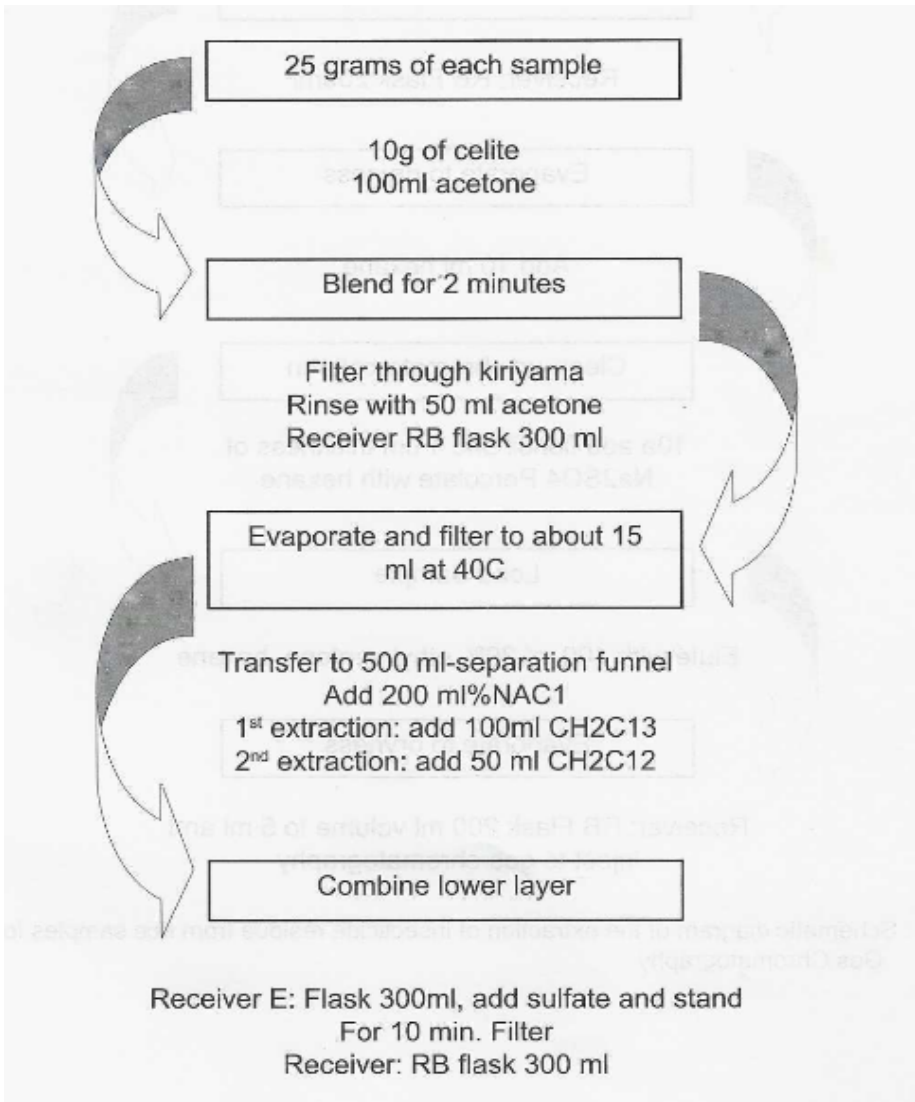 25 grams of each sample
10g of celite
100ml acetone
Blend for 2 minutes
Filter through kiriyama
Rinse with 50 ml acetone
Receiver RB flask 300 ml
Evaporate and filter to about 15
ml at 40C
Transfer to 500 ml-separation funnel
Add 200 ml%NAC1
1st extraction: add 100ml CH2C13
2nd extraction: add 50 ml CH2C12
Combine lower layer
Receiver E: Flask 300ml, add sulfate and stand
For 10 min. Filter
Receiver: RB flask 300 ml